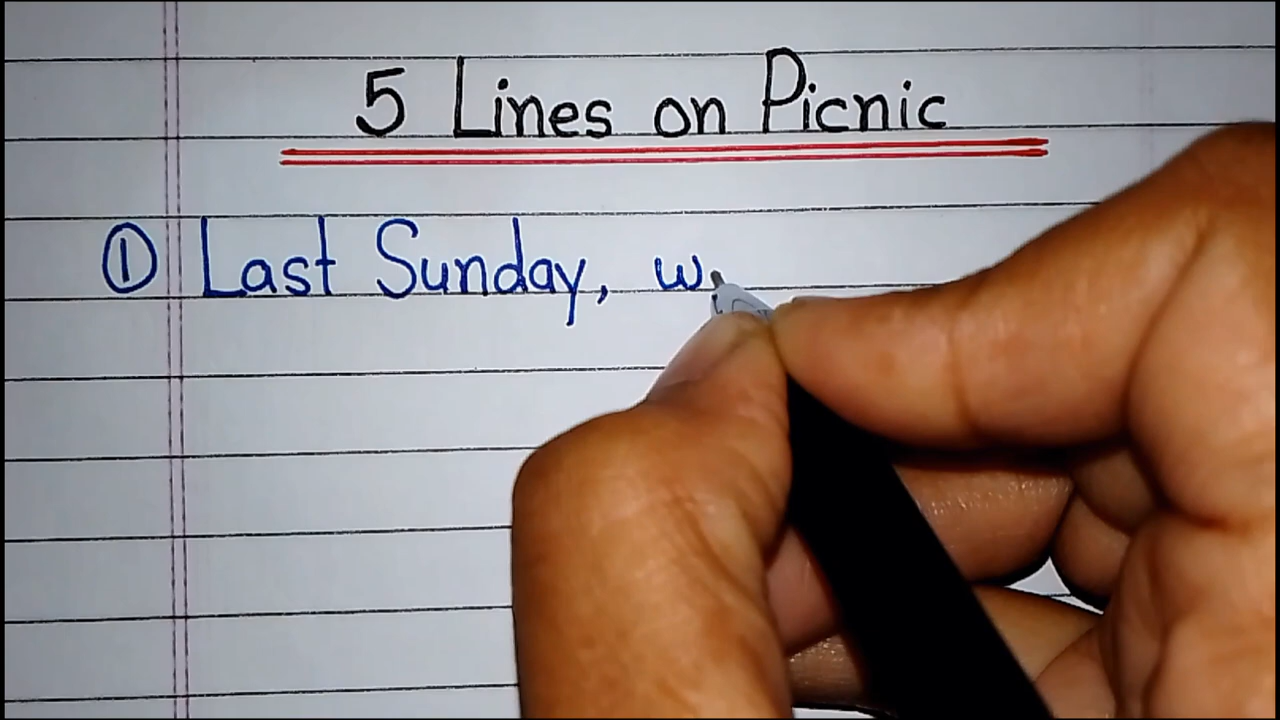 5 Lines on Picnic
① Last Sunday, w